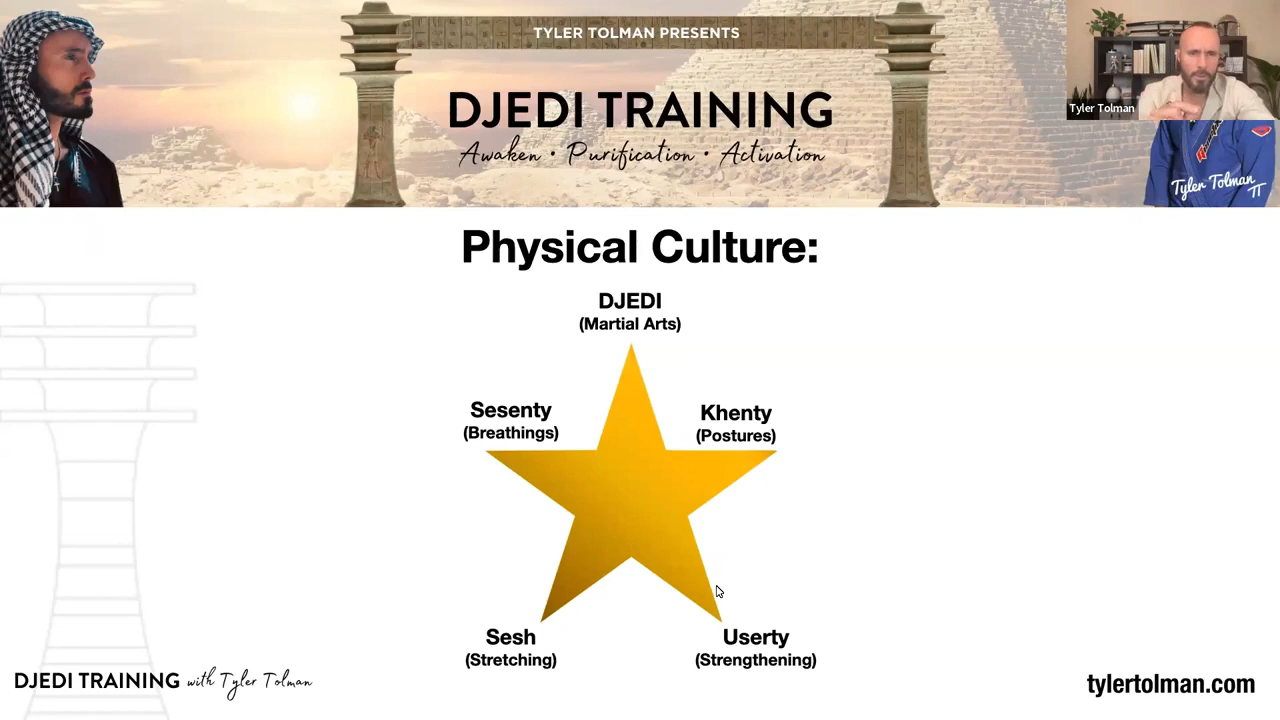 TYLER TOLMAN PRESENTS
DJEDI TRAINING
Awaken • Purification • Activation
Tyler Tolman
Tyler Tolman
TT
Physical Culture:
DJEDI
(Martial Arts)
Sesenty
(Breathings)
Khenty
(Postures)
Sesh
(Stretching)
Userty
(Strengthening)
DJEDI TRAINING with Tyler Tolman
tylertolman.com